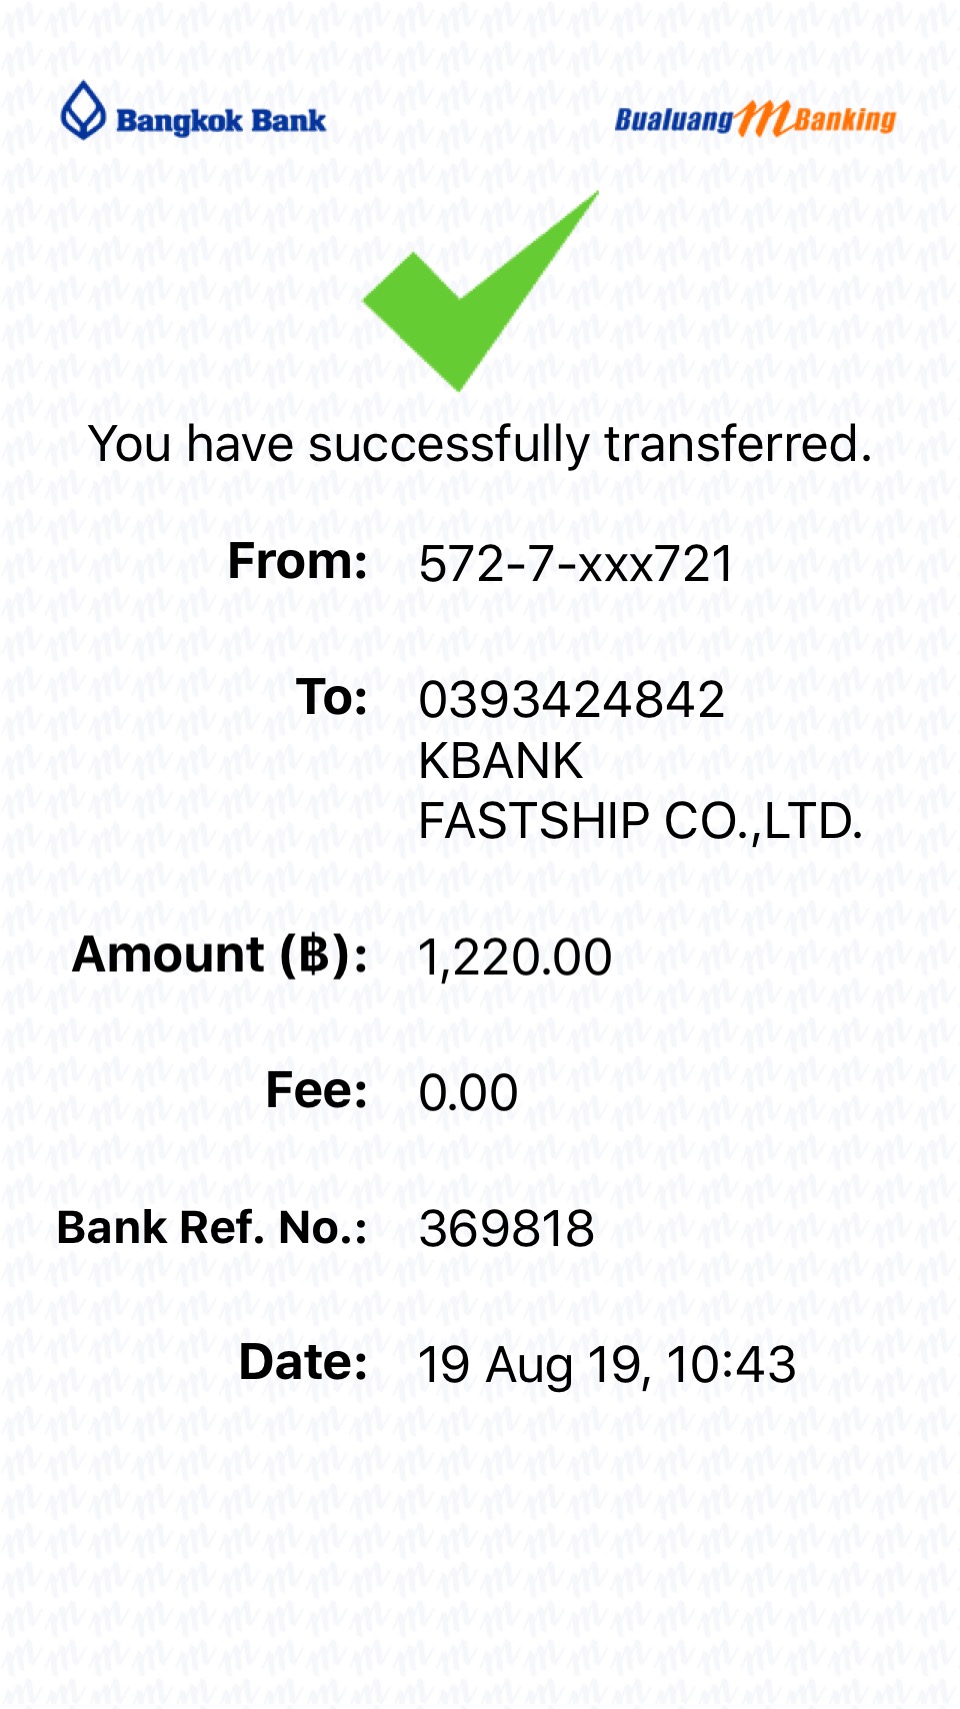 Bangkok Bank
Bualuang mBanking
You have successfully transferred.
From: 572-7-xxx721
To: 0393424842
KBANK
FASTSHIP CO.,LTD.
Amount (฿): 1,220.00
Fee: 0.00
Bank Ref. No.: 369818
Date: 19 Aug 19, 10:43